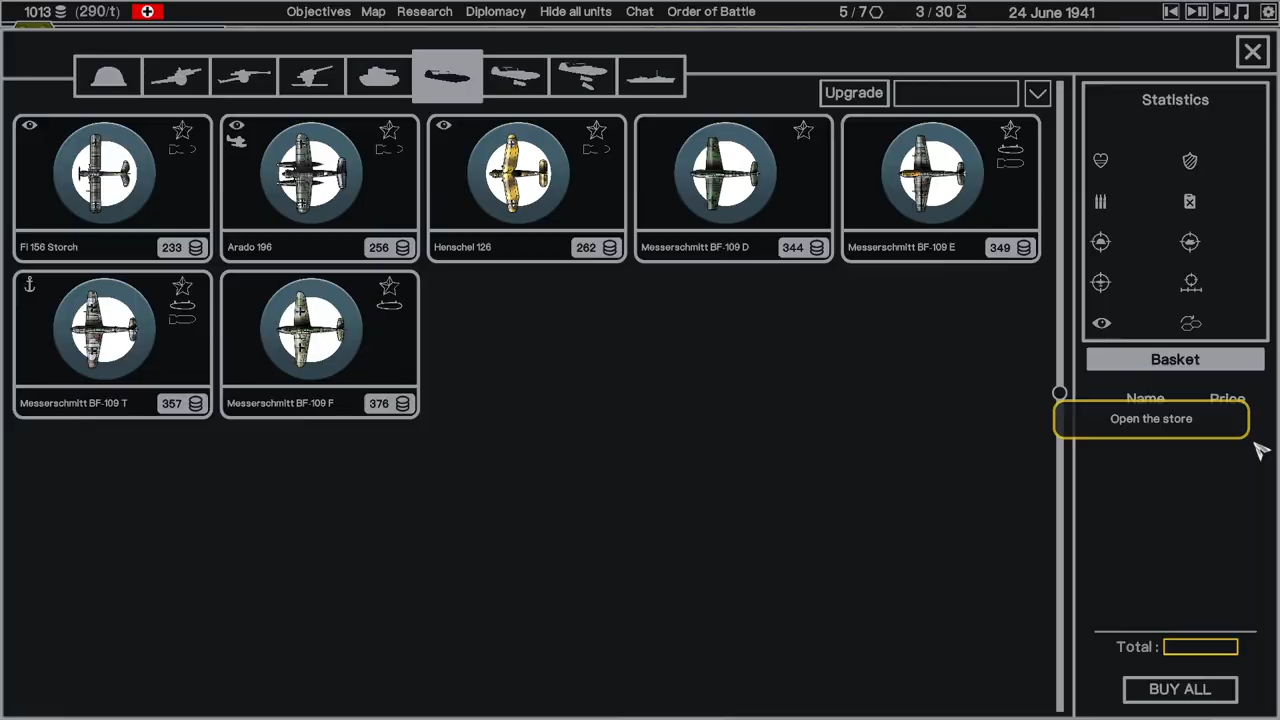 1013 (290/t) Objectives Map Research Diplomacy Hide all units Chat Order of Battle 5 / 7 3 / 30 24 June 1941
Upgrade
Statistics
Fi 156 Storch 233
Arado 196 256
Henschel 126 262
Messerschmitt BF-109 D 344
Messerschmitt BF-109 E 349
Messerschmitt BF-109 T 357
Messerschmitt BF-109 F 376
Basket
Name Price
Open the store
Total :
BUY ALL